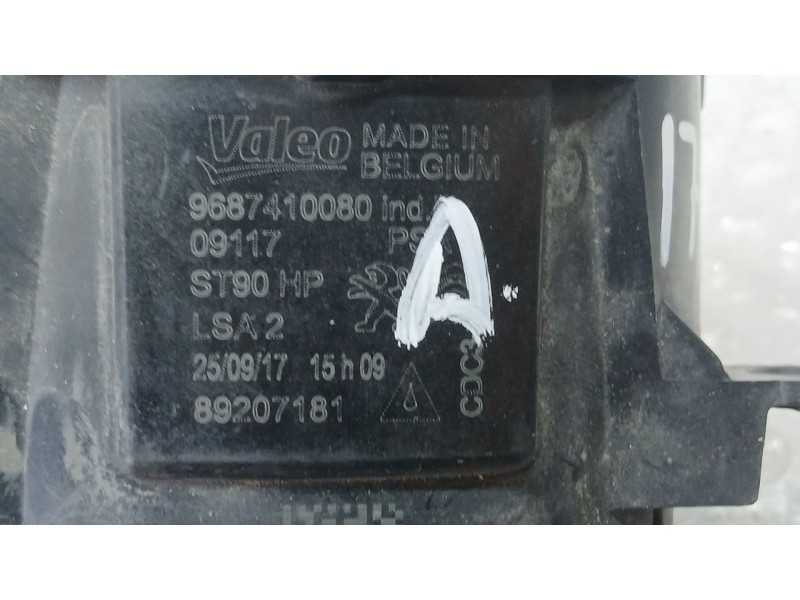 Valeo MADE IN
BELGIUM
9687410080 ind
09117
ST90 HP
LSA 2
25/09/17 15 h 09
89207181
A